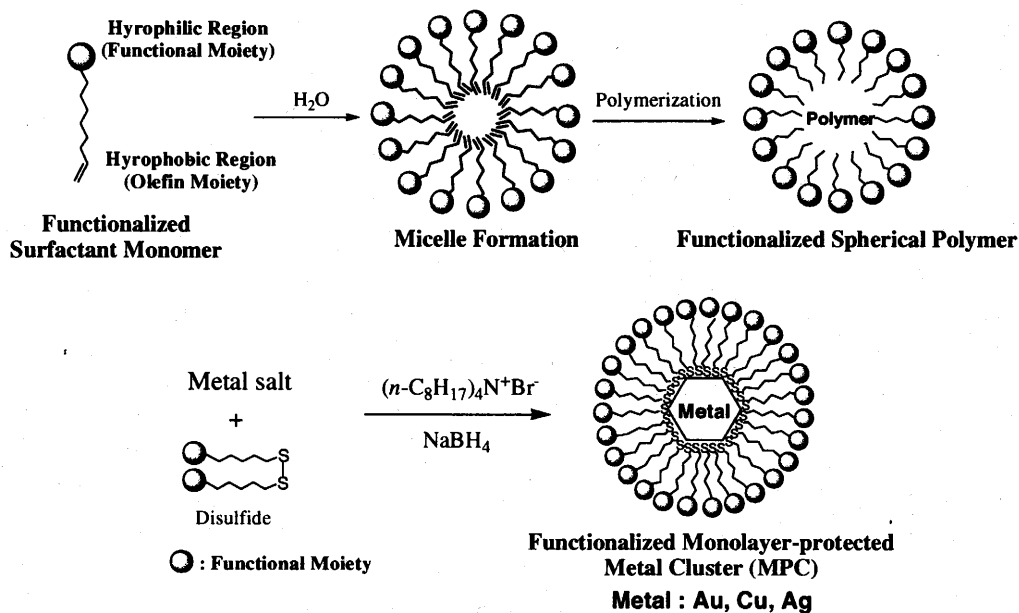 Hyrophilic Region
(Functional Moiety)
H2O
Polymerization
Polymer
Hyrophobic Region
(Olefin Moiety)
Functionalized
Surfactant Monomer
Micelle Formation
Functionalized Spherical Polymer
Metal salt
+
(n-C8H17)4N+Br-
NaBH4
S
S
Disulfide
: Functional Moiety
SSSSSSSSSSSSSSSSSSSSSSSS
Metal
Functionalized Monolayer-protected
Metal Cluster (MPC)
Metal : Au, Cu, Ag